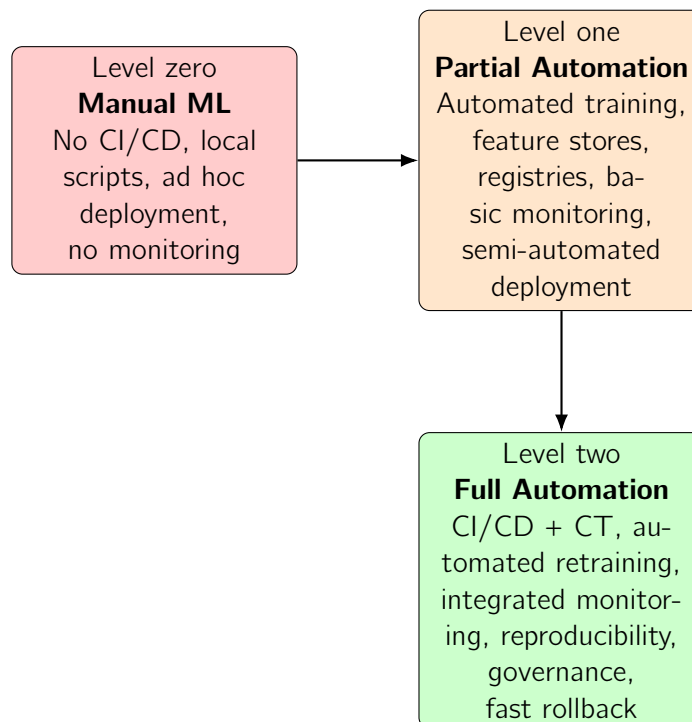 Level zero
Manual ML
No CI/CD, local
scripts, ad hoc
deployment,
no monitoring
Level one
Partial Automation
Automated training,
feature stores,
registries, ba-
sic monitoring,
semi-automated
deployment
Level two
Full Automation
CI/CD + CT, au-
tomated retraining,
integrated monitor-
ing, reproducibility,
governance,
fast rollback